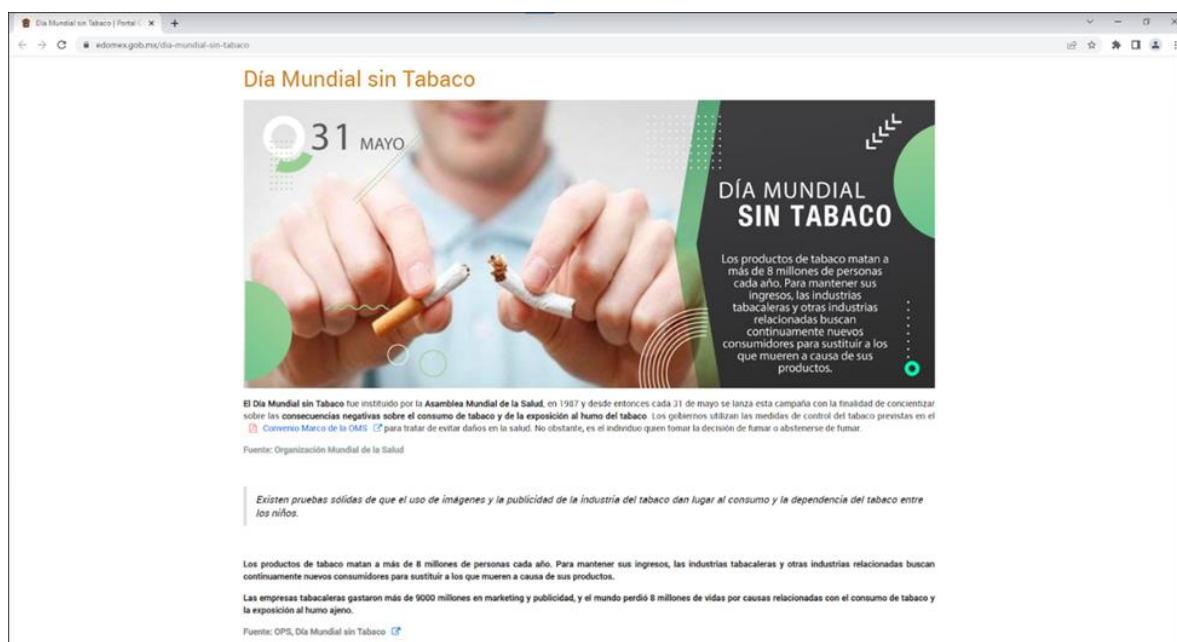 Día Mundial sin Tabaco | Portal G
edomex.gob.mx/dia-mundial-sin-tabaco
Día Mundial sin Tabaco
31 MAYO
DÍA MUNDIAL
SIN TABACO
Los productos de tabaco matan a
más de 8 millones de personas
cada año. Para mantener sus
ingresos, las industrias
tabacaleras y otras industrias
relacionadas buscan
continuamente nuevos
consumidores para sustituir a los
que mueren a causa de sus
productos.
El Día Mundial sin Tabaco fue instituido por la Asamblea Mundial de la Salud, en 1987 y desde entonces cada 31 de mayo se lanza esta campaña con la finalidad de concientizar
sobre las consecuencias negativas sobre el consumo de tabaco y de la exposición al humo del tabaco. Los gobiernos utilizan las medidas de control del tabaco previstas en el
Convenio Marco de la OMS para tratar de evitar daños en la salud. No obstante, es el individuo quien tomar la decisión de fumar o abstenerse de fumar.
Fuente: Organización Mundial de la Salud
Existen pruebas sólidas de que el uso de imágenes y la publicidad de la industria del tabaco dan lugar al consumo y la dependencia del tabaco entre
los niños.
Los productos de tabaco matan a más de 8 millones de personas cada año. Para mantener sus ingresos, las industrias tabacaleras y otras industrias relacionadas buscan
continuamente nuevos consumidores para sustituir a los que mueren a causa de sus productos.
Las empresas tabacaleras gastaron más de 9000 millones en marketing y publicidad, y el mundo perdió 8 millones de vidas por causas relacionadas con el consumo de tabaco y
la exposición al humo ajeno.
Fuente: OPS, Día Mundial sin Tabaco